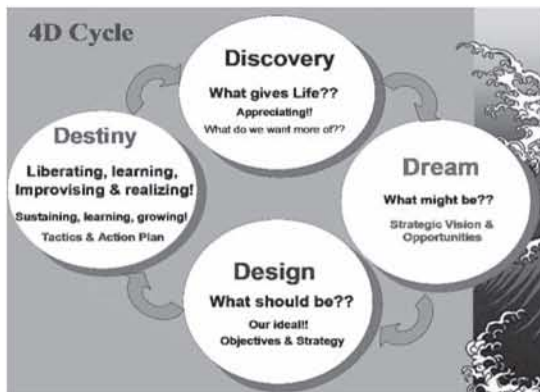 4D Cycle
Discovery
What gives Life??
Appreciating!!
What do we want more of??
Dream
What might be??
Strategic Vision &
Opportunities
Design
What should be??
Our ideal!!
Objectives & Strategy
Destiny
Liberating, learning,
Improvising & realizing!
Sustaining, learning, growing!
Tactics & Action Plan